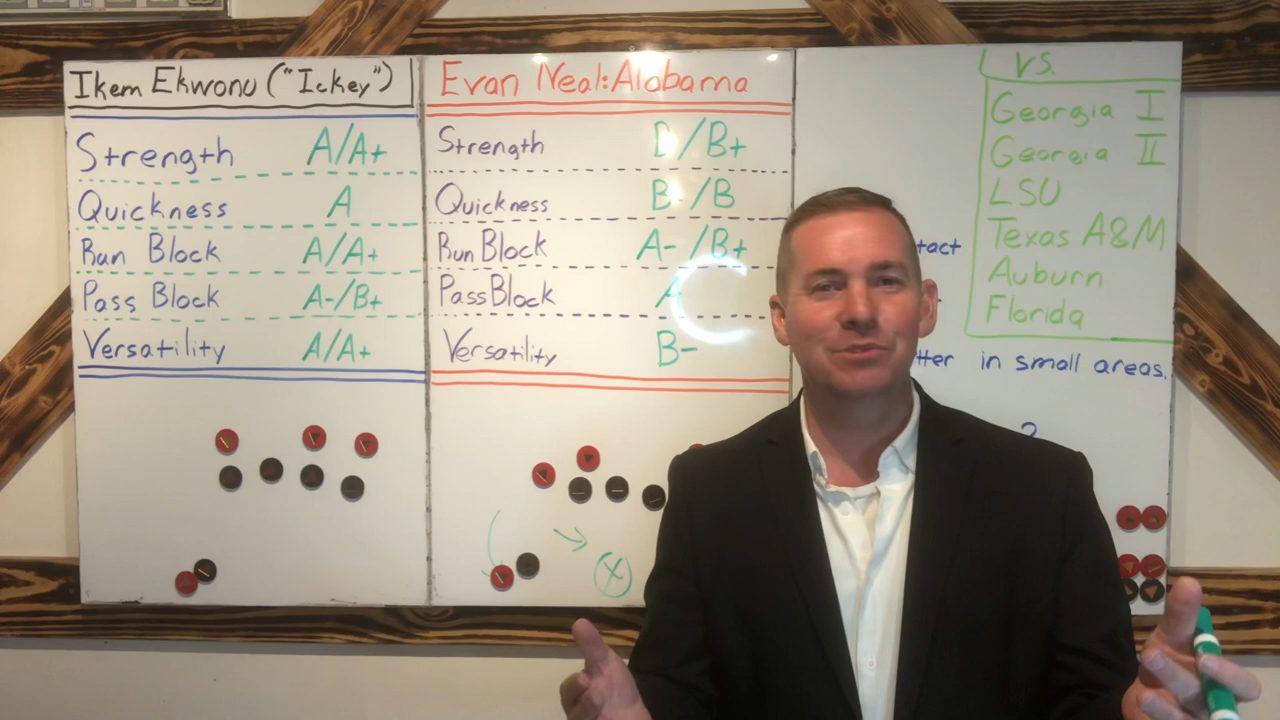 Ikem Ekwonu ("Ickey")
Strength A/A+
Quickness A
Run Block A/A+
Pass Block A-/B+
Versatility A/A+
Evan Neal: Alabama
Strength /B+
Quickness B-/B
Run Block A-/B+
Pass Block A
Versatility B-
X
vs.
Georgia I
Georgia II
LSU
Texas A&M
Auburn
Florida
tact
tter in small areas.
?